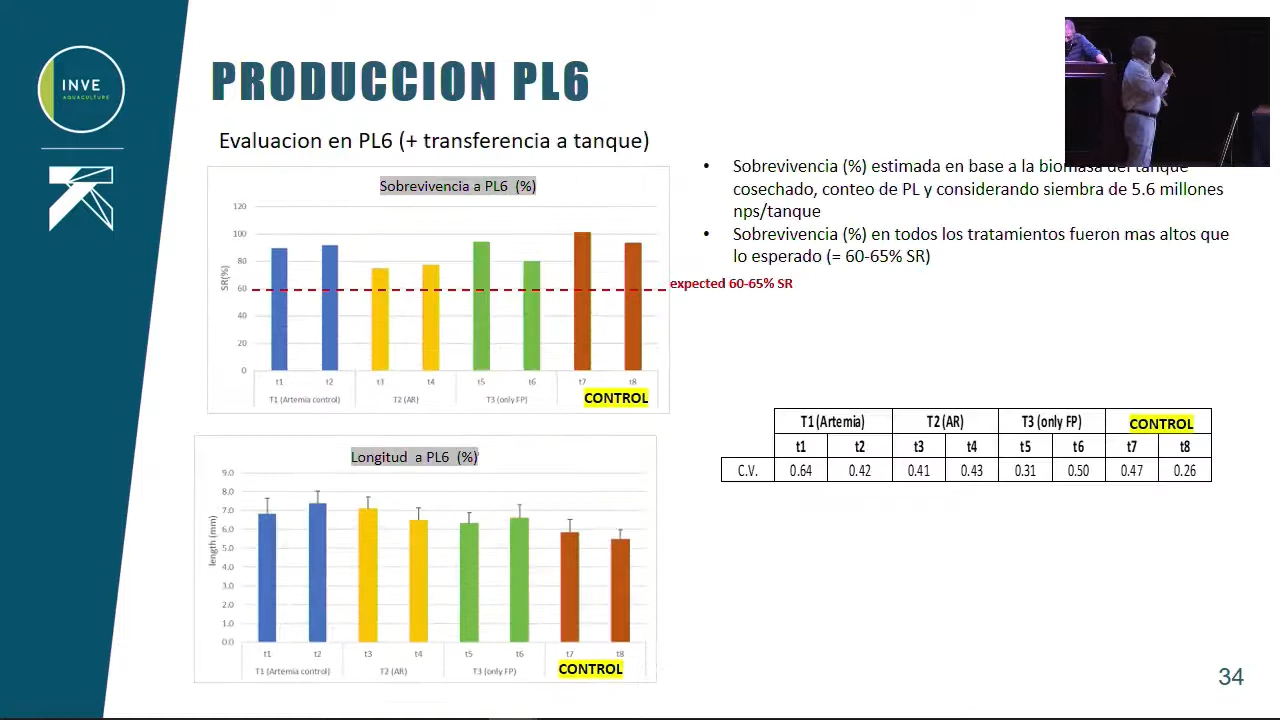 INVE
AQUACULTURE
PRODUCCION PL6
Evaluacion en PL6 (+ transferencia a tanque)
Sobrevivencia a PL6 (%)
120
100
80
60
40
20
0
SR(%)
expected 60-65% SR
t1 t2 t3 t4 t5 t6 t7 t8
T1 (Artemia control) T2 (AR) T3 (only FP) CONTROL
Longitud a PL6 (%)
9.0
8.0
7.0
6.0
5.0
4.0
3.0
2.0
1.0
0.0
length (mm)
t1 t2 t3 t4 t5 t6 t7 t8
T1 (Artemia control) T2 (AR) T3 (only FP) CONTROL
• Sobrevivencia (%) estimada en base a la biomasa del tanque
cosechado, conteo de PL y considerando siembra de 5.6 millones
nps/tanque
• Sobrevivencia (%) en todos los tratamientos fueron mas altos que
lo esperado (= 60-65% SR)
T1 (Artemia) T2 (AR) T3 (only FP) CONTROL
t1 t2 t3 t4 t5 t6 t7 t8
C.V. 0.64 0.42 0.41 0.43 0.31 0.50 0.47 0.26
34